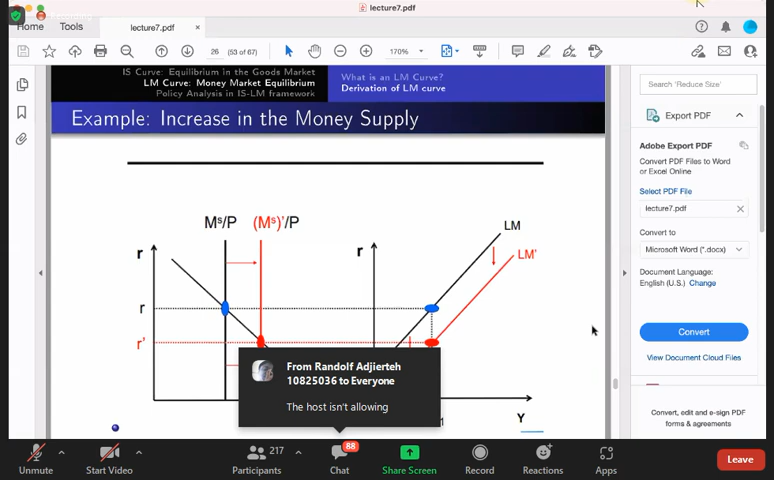 lecture7.pdf
Home Tools lecture7.pdf ×
26 (53 of 67) 170%
IS Curve: Equilibrium in the Goods Market
LM Curve: Money Market Equilibrium
Policy Analysis in IS-LM framework
What is an LM Curve?
Derivation of LM curve
Example: Increase in the Money Supply
Mˢ/P (Mˢ)'/P
LM
r r
LM'
r
r'
Y
From Randolf Adjierteh
10825036 to Everyone
The host isn't allowing
Search 'Reduce Size'
Export PDF
Adobe Export PDF
Convert PDF Files to Word
or Excel Online
Select PDF File
lecture7.pdf
Convert to
Microsoft Word (*.docx)
Document Language:
English (U.S.) Change
Convert
View Document Cloud Files
Convert, edit and e-sign PDF
forms & agreements
88
217
Unmute Start Video Participants Chat Share Screen Record Reactions Apps Leave